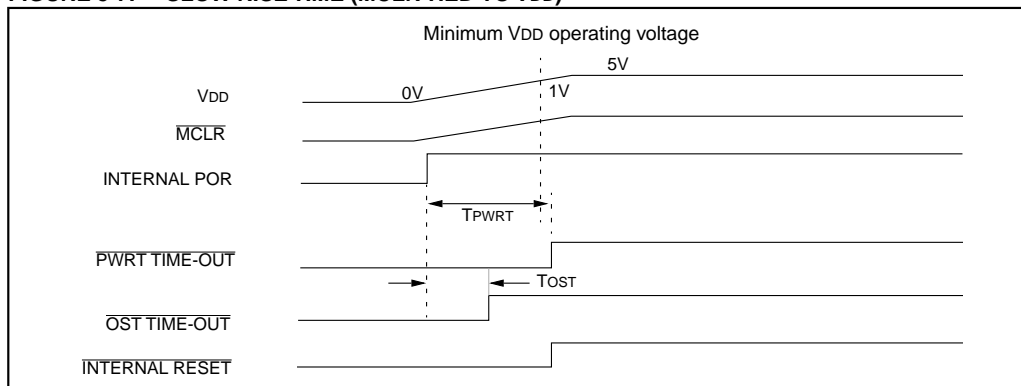 FIGURE 5-7: SLOW RISE TIME (MCLR TIED TO VDD)
Minimum VDD operating voltage
5V
VDD
0V
1V
MCLR
INTERNAL POR
TPWRT
PWRT TIME-OUT
TOST
OST TIME-OUT
INTERNAL RESET